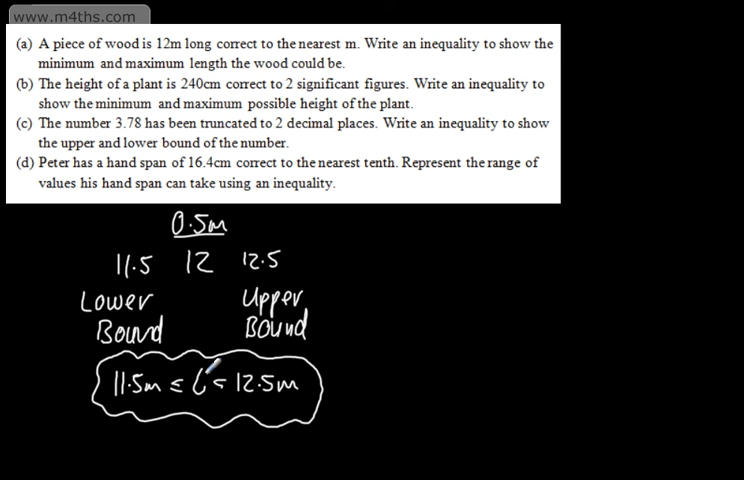 www.m4ths.com
(a) A piece of wood is 12m long correct to the nearest m. Write an inequality to show the
minimum and maximum length the wood could be.
(b) The height of a plant is 240cm correct to 2 significant figures. Write an inequality to
show the minimum and maximum possible height of the plant.
(c) The number 3.78 has been truncated to 2 decimal places. Write an inequality to show
the upper and lower bound of the number.
(d) Peter has a hand span of 16.4cm correct to the nearest tenth. Represent the range of
values his hand span can take using an inequality.
0.5m
11.5 12 12.5
Lower Upper
Bound Bound
11.5m ≤ l < 12.5m